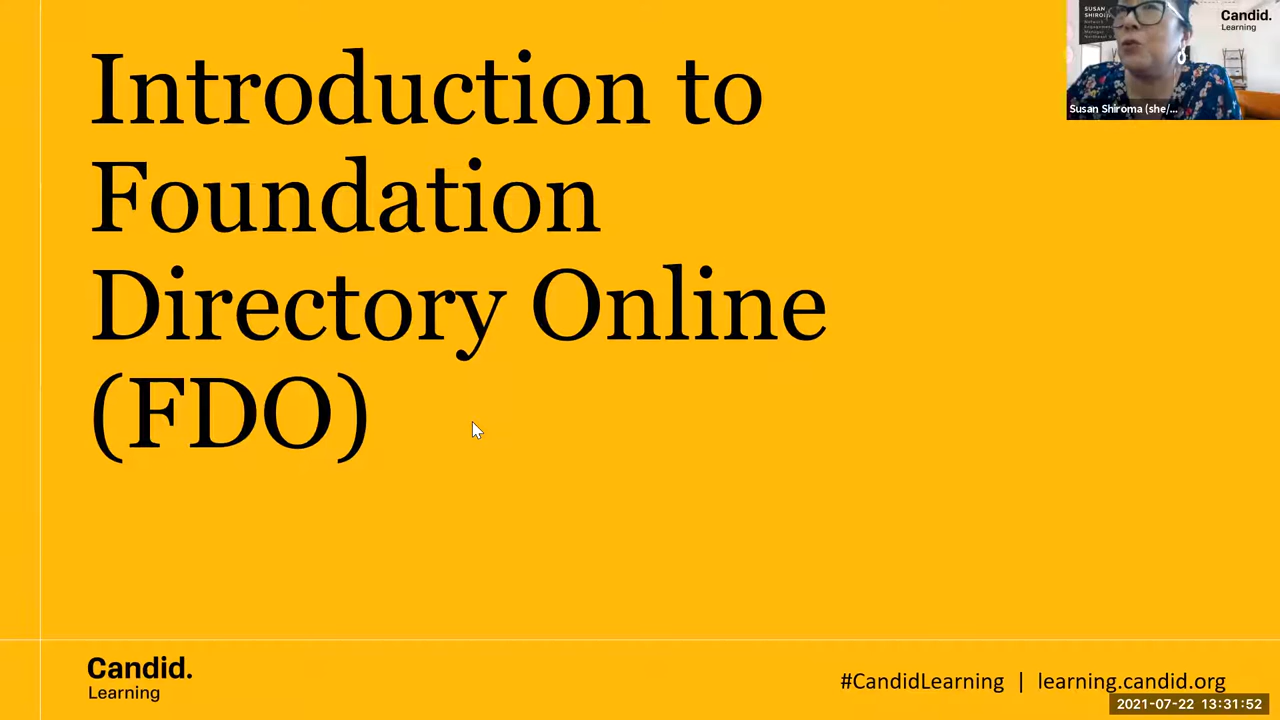 Introduction to
Foundation
Directory Online
(FDO)
SUSAN
Candid.
Learning
Susan Shiroma (she/...
Candid.
Learning
#CandidLearning | learning.candid.org
2021-07-22 13:31:52